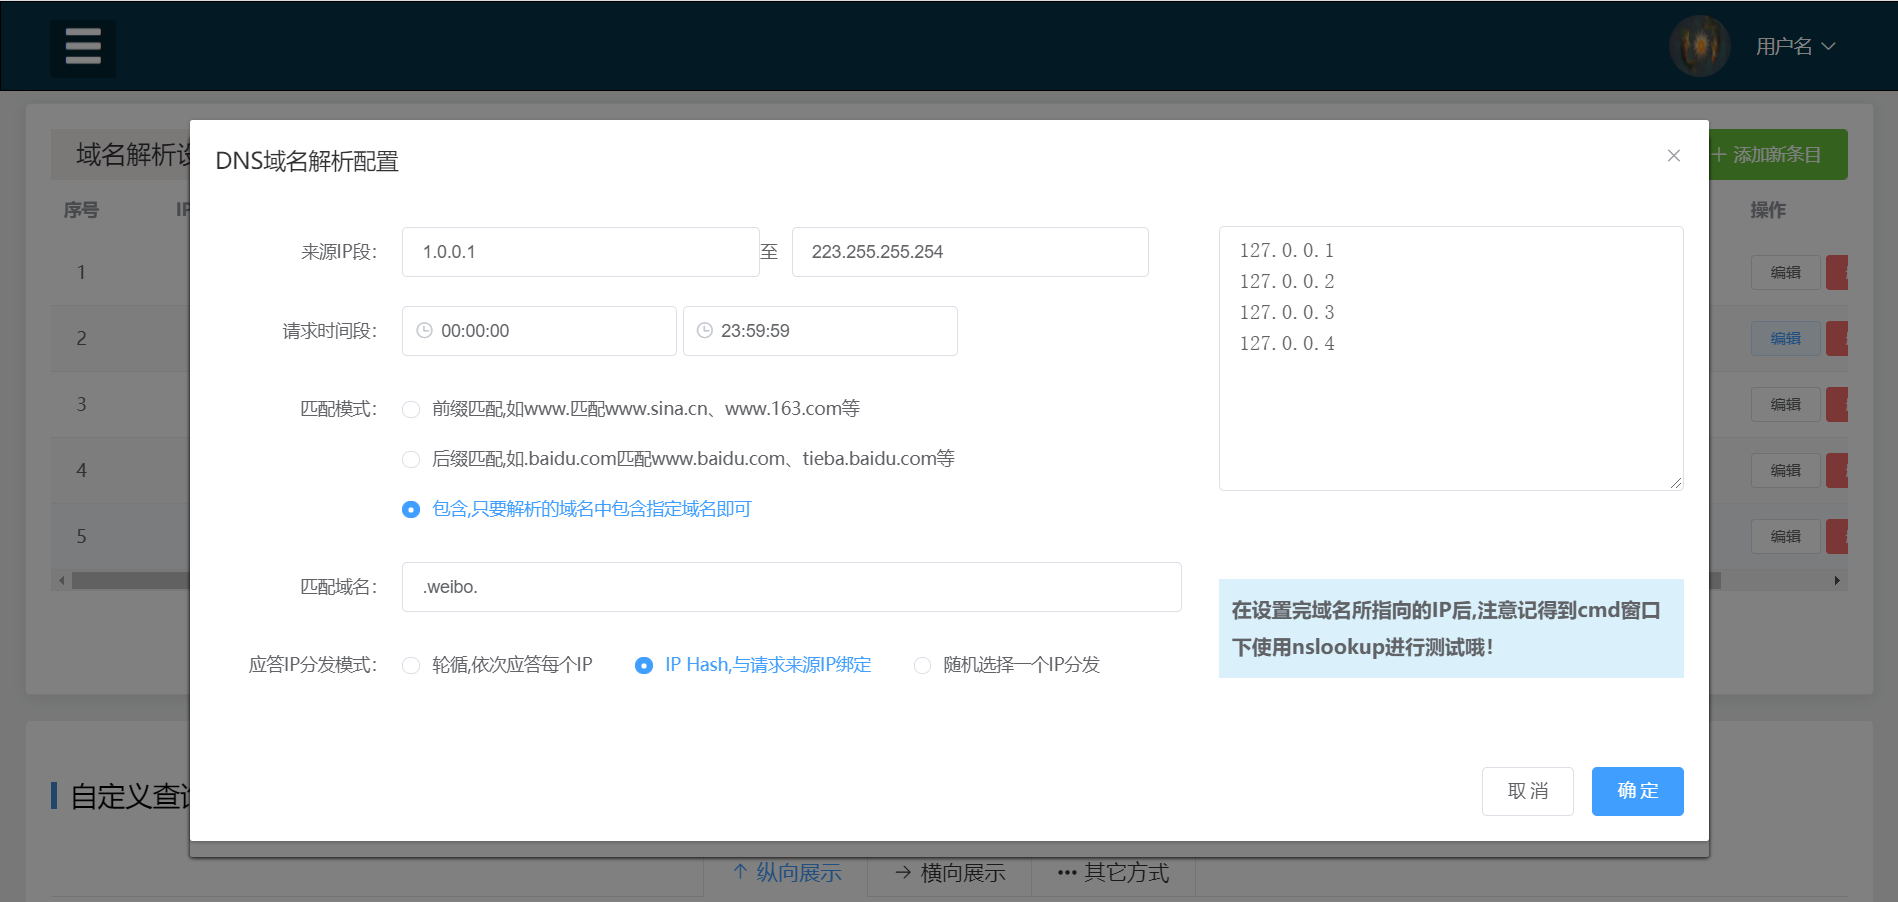 用户名
域名解析设
添加新条目
DNS域名解析配置
序号 IP 操作
来源IP段： 1.0.0.1 至 223.255.255.254
127.0.0.1
127.0.0.2
127.0.0.3
127.0.0.4
请求时间段： 00:00:00 23:59:59
匹配模式： 前缀匹配,如www.匹配www.sina.cn、www.163.com等
后缀匹配,如.baidu.com匹配www.baidu.com、tieba.baidu.com等
包含,只要解析的域名中包含指定域名即可
匹配域名： .weibo.
应答IP分发模式： 轮循,依次应答每个IP IP Hash,与请求来源IP绑定 随机选择一个IP分发
在设置完域名所指向的IP后,注意记得到cmd窗口
下使用nslookup进行测试哦！
1 编辑
2 编辑
3 编辑
4 编辑
5 编辑
取消 确定
自定义查询
纵向展示 横向展示 其它方式